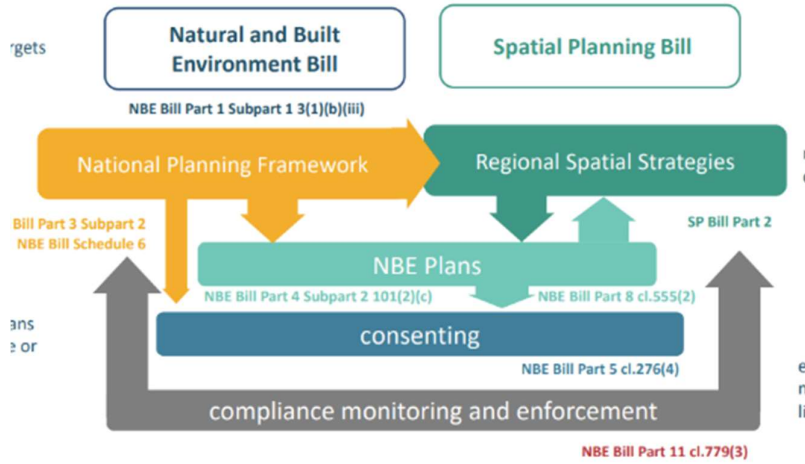 Natural and Built
Environment Bill
Spatial Planning Bill
rgets
NBE Bill Part 1 Subpart 1 3(1)(b)(iii)
National Planning Framework
Regional Spatial Strategies
Bill Part 3 Subpart 2
NBE Bill Schedule 6
SP Bill Part 2
NBE Plans
NBE Bill Part 4 Subpart 2 101(2)(c)
NBE Bill Part 8 cl.555(2)
ans
e or
consenting
NBE Bill Part 5 cl.276(4)
compliance monitoring and enforcement
NBE Bill Part 11 cl.779(3)